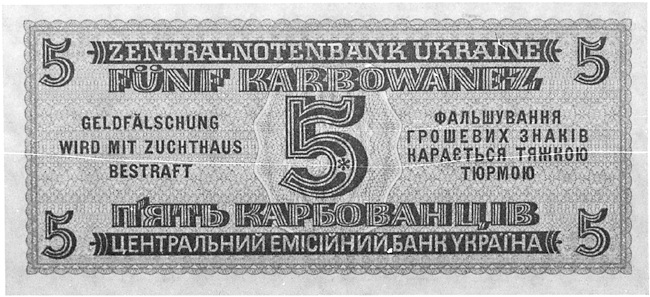 5 ZENTRALNOTENBANK UKRAINE 5
FÜNF KARBOWANEZ
GELDFÄLSCHUNG
WIRD MIT ZUCHTHAUS
BESTRAFT
5
ФАЛЬШУВАННЯ
ГРОШЕВИХ ЗНАКІВ
КАРАЄТЬСЯ ТЯЖКОЮ
ТЮРМОЮ
5 П'ЯТЬ КАРБОВАНЦІВ 5
ЦЕНТРАЛЬНИЙ ЕМІСІЙНИЙ БАНК УКРАЇНА